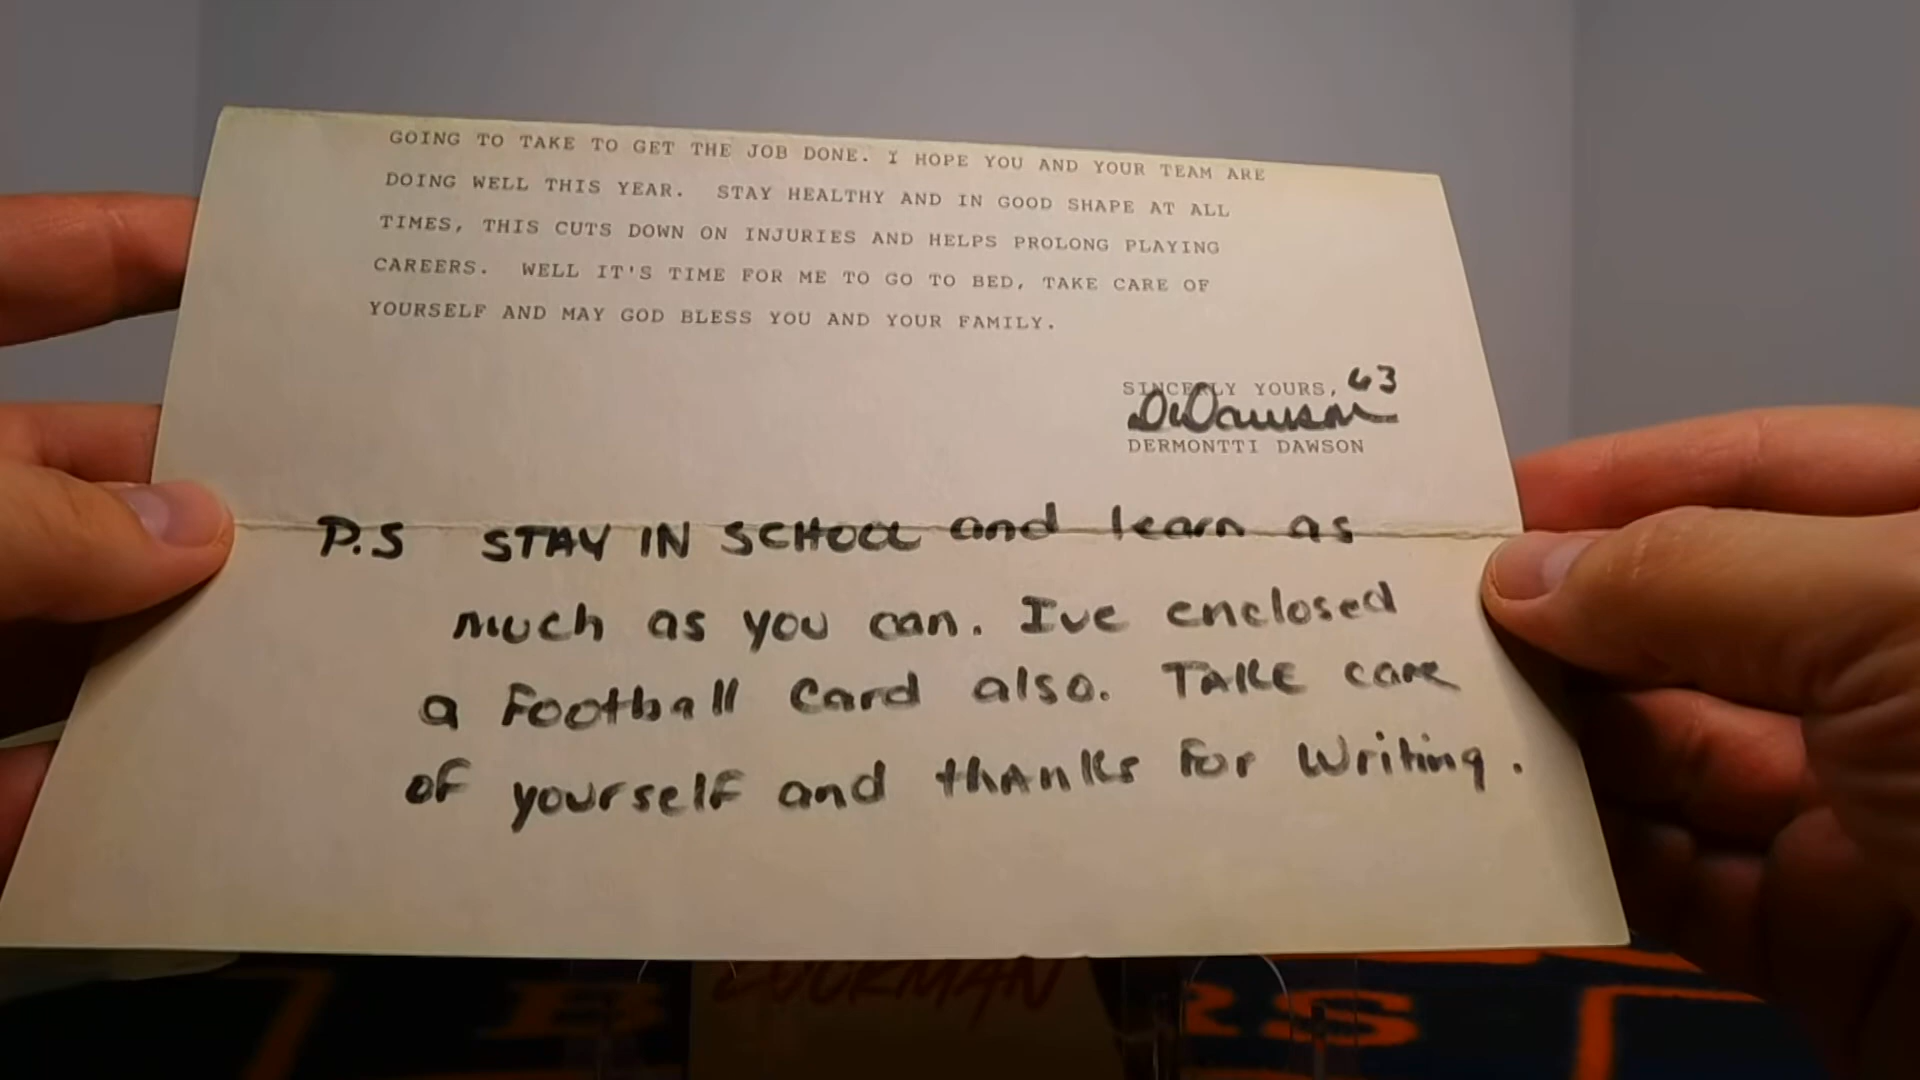 GOING TO TAKE TO GET THE JOB DONE. I HOPE YOU AND YOUR TEAM ARE
DOING WELL THIS YEAR. STAY HEALTHY AND IN GOOD SHAPE AT ALL
TIMES, THIS CUTS DOWN ON INJURIES AND HELPS PROLONG PLAYING
CAREERS. WELL IT'S TIME FOR ME TO GO TO BED, TAKE CARE OF
YOURSELF AND MAY GOD BLESS YOU AND YOUR FAMILY.
SINCERLY YOURS, 63
DeDawson
DERMONTTI DAWSON
P.S STAY IN SCHOOL and learn as
much as you can. Ive enclosed
a Football Card also. TAKE care
of yourself and thanks for Writing.